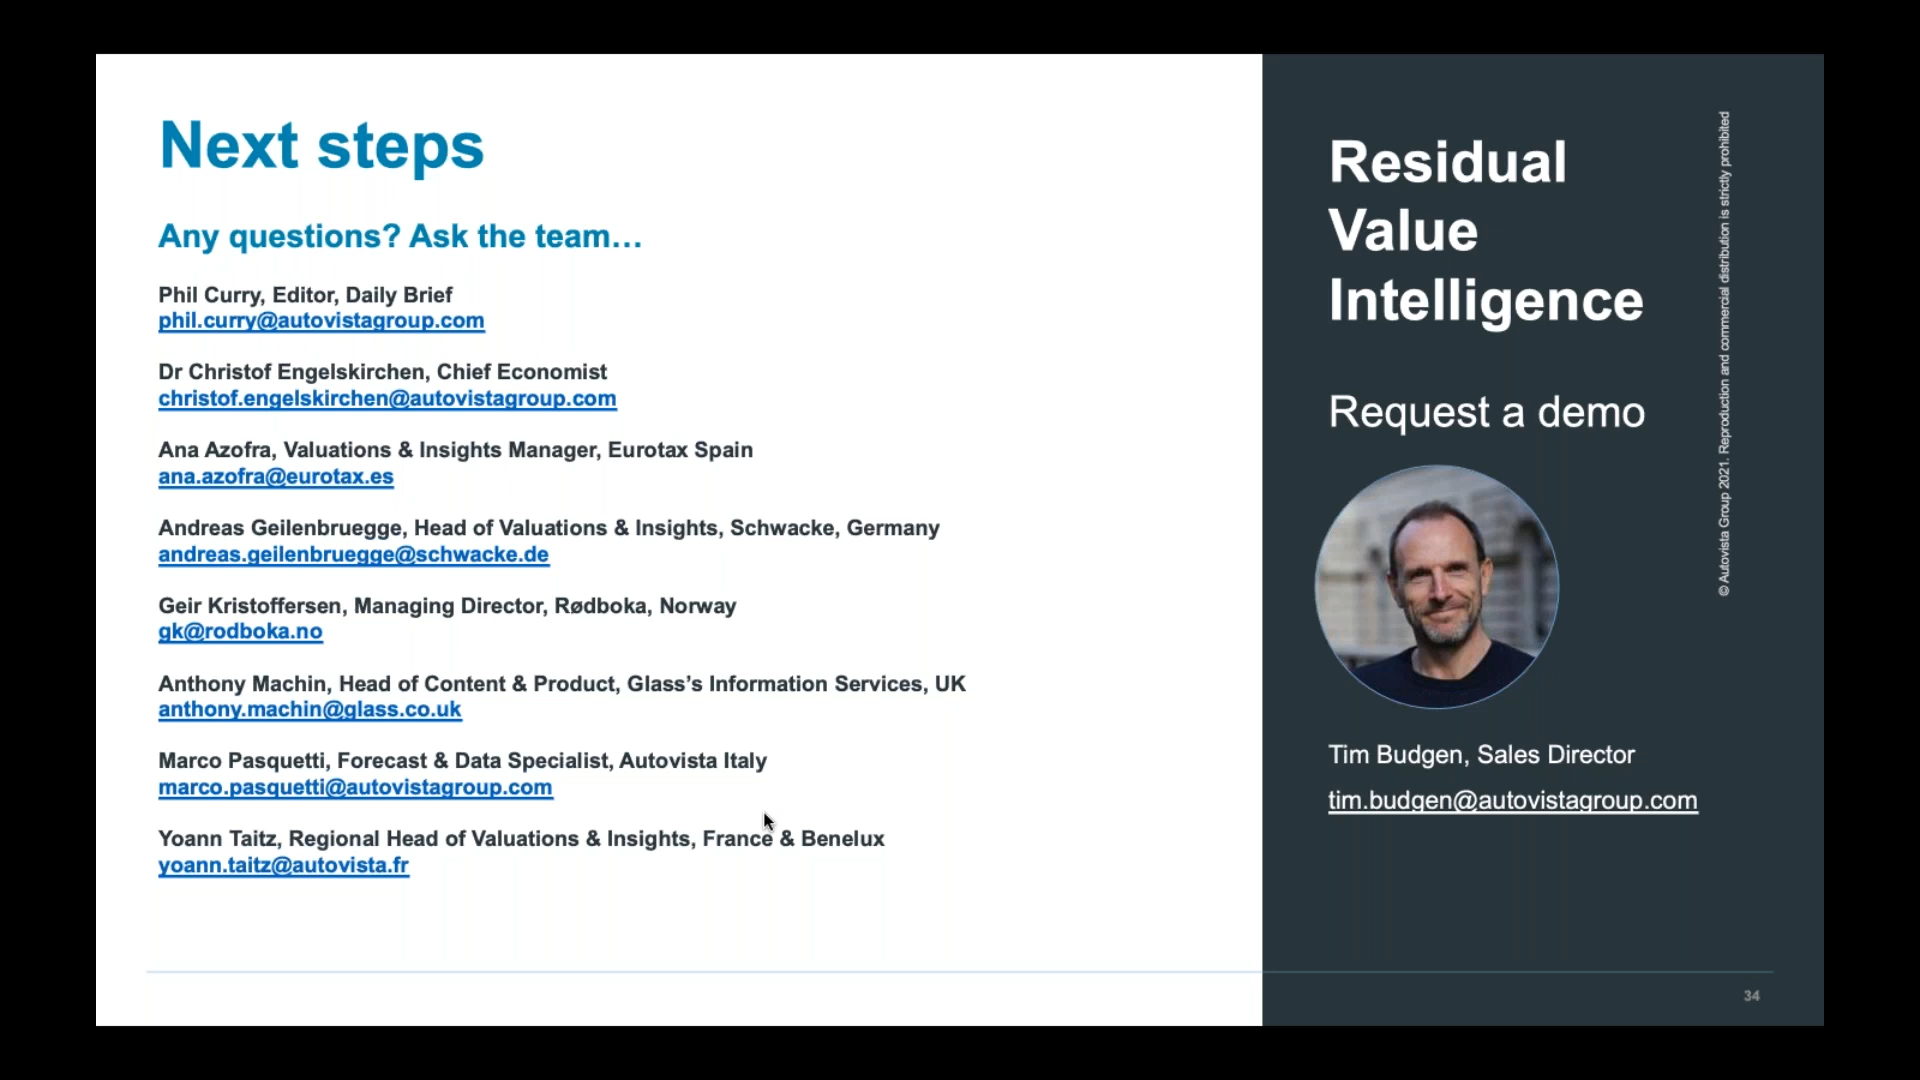 Next steps
Any questions? Ask the team…
Phil Curry, Editor, Daily Brief
phil.curry@autovistagroup.com
Dr Christof Engelskirchen, Chief Economist
christof.engelskirchen@autovistagroup.com
Ana Azofra, Valuations & Insights Manager, Eurotax Spain
ana.azofra@eurotax.es
Andreas Geilenbruegge, Head of Valuations & Insights, Schwacke, Germany
andreas.geilenbruegge@schwacke.de
Geir Kristoffersen, Managing Director, Rødboka, Norway
gk@rodboka.no
Anthony Machin, Head of Content & Product, Glass’s Information Services, UK
anthony.machin@glass.co.uk
Marco Pasquetti, Forecast & Data Specialist, Autovista Italy
marco.pasquetti@autovistagroup.com
Yoann Taitz, Regional Head of Valuations & Insights, France & Benelux
yoann.taitz@autovista.fr
Residual
Value
Intelligence
Request a demo
Tim Budgen, Sales Director
tim.budgen@autovistagroup.com
© Autovista Group 2021. Reproduction and commercial distribution is strictly prohibited
34